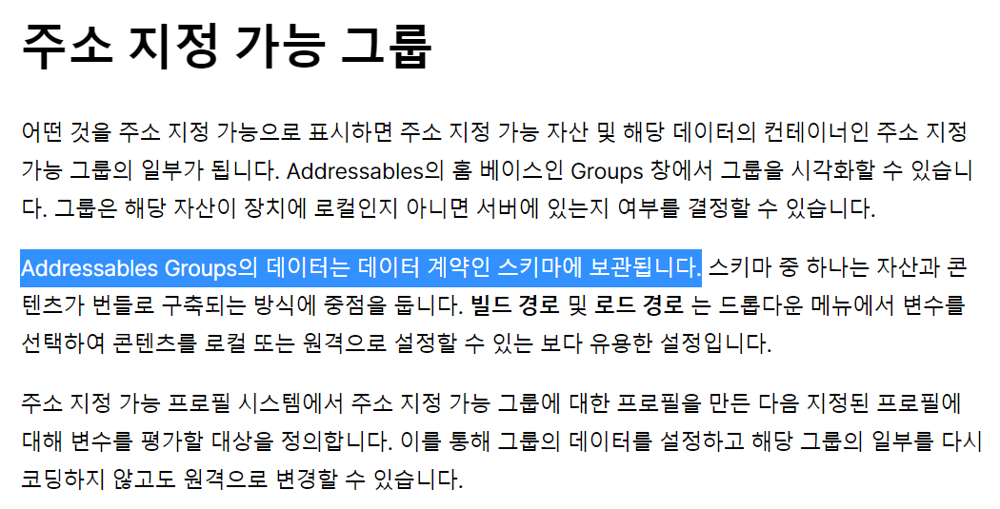 주소 지정 가능 그룹
어떤 것을 주소 지정 가능으로 표시하면 주소 지정 가능 자산 및 해당 데이터의 컨테이너인 주소 지정
가능 그룹의 일부가 됩니다. Addressables의 홈 베이스인 Groups 창에서 그룹을 시각화할 수 있습니
다. 그룹은 해당 자산이 장치에 로컬인지 아니면 서버에 있는지 여부를 결정할 수 있습니다.
Addressables Groups의 데이터는 데이터 계약인 스키마에 보관됩니다. 스키마 중 하나는 자산과 콘
텐츠가 번들로 구축되는 방식에 중점을 둡니다. 빌드 경로 및 로드 경로 는 드롭다운 메뉴에서 변수를
선택하여 콘텐츠를 로컬 또는 원격으로 설정할 수 있는 보다 유용한 설정입니다.
주소 지정 가능 프로필 시스템에서 주소 지정 가능 그룹에 대한 프로필을 만든 다음 지정된 프로필에
대해 변수를 평가할 대상을 정의합니다. 이를 통해 그룹의 데이터를 설정하고 해당 그룹의 일부를 다시
코딩하지 않고도 원격으로 변경할 수 있습니다.